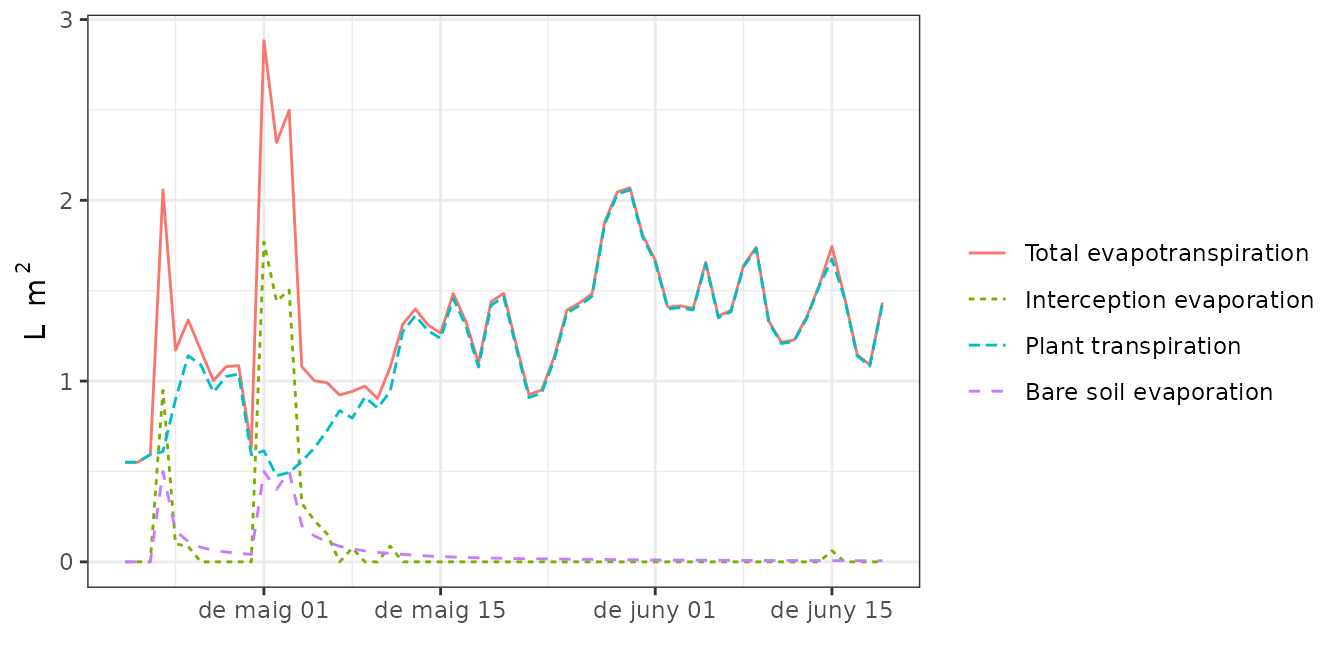 3
2
1
0
L m²
de maig 01
de maig 15
de juny 01
de juny 15
Total evapotranspiration
Interception evaporation
Plant transpiration
Bare soil evaporation